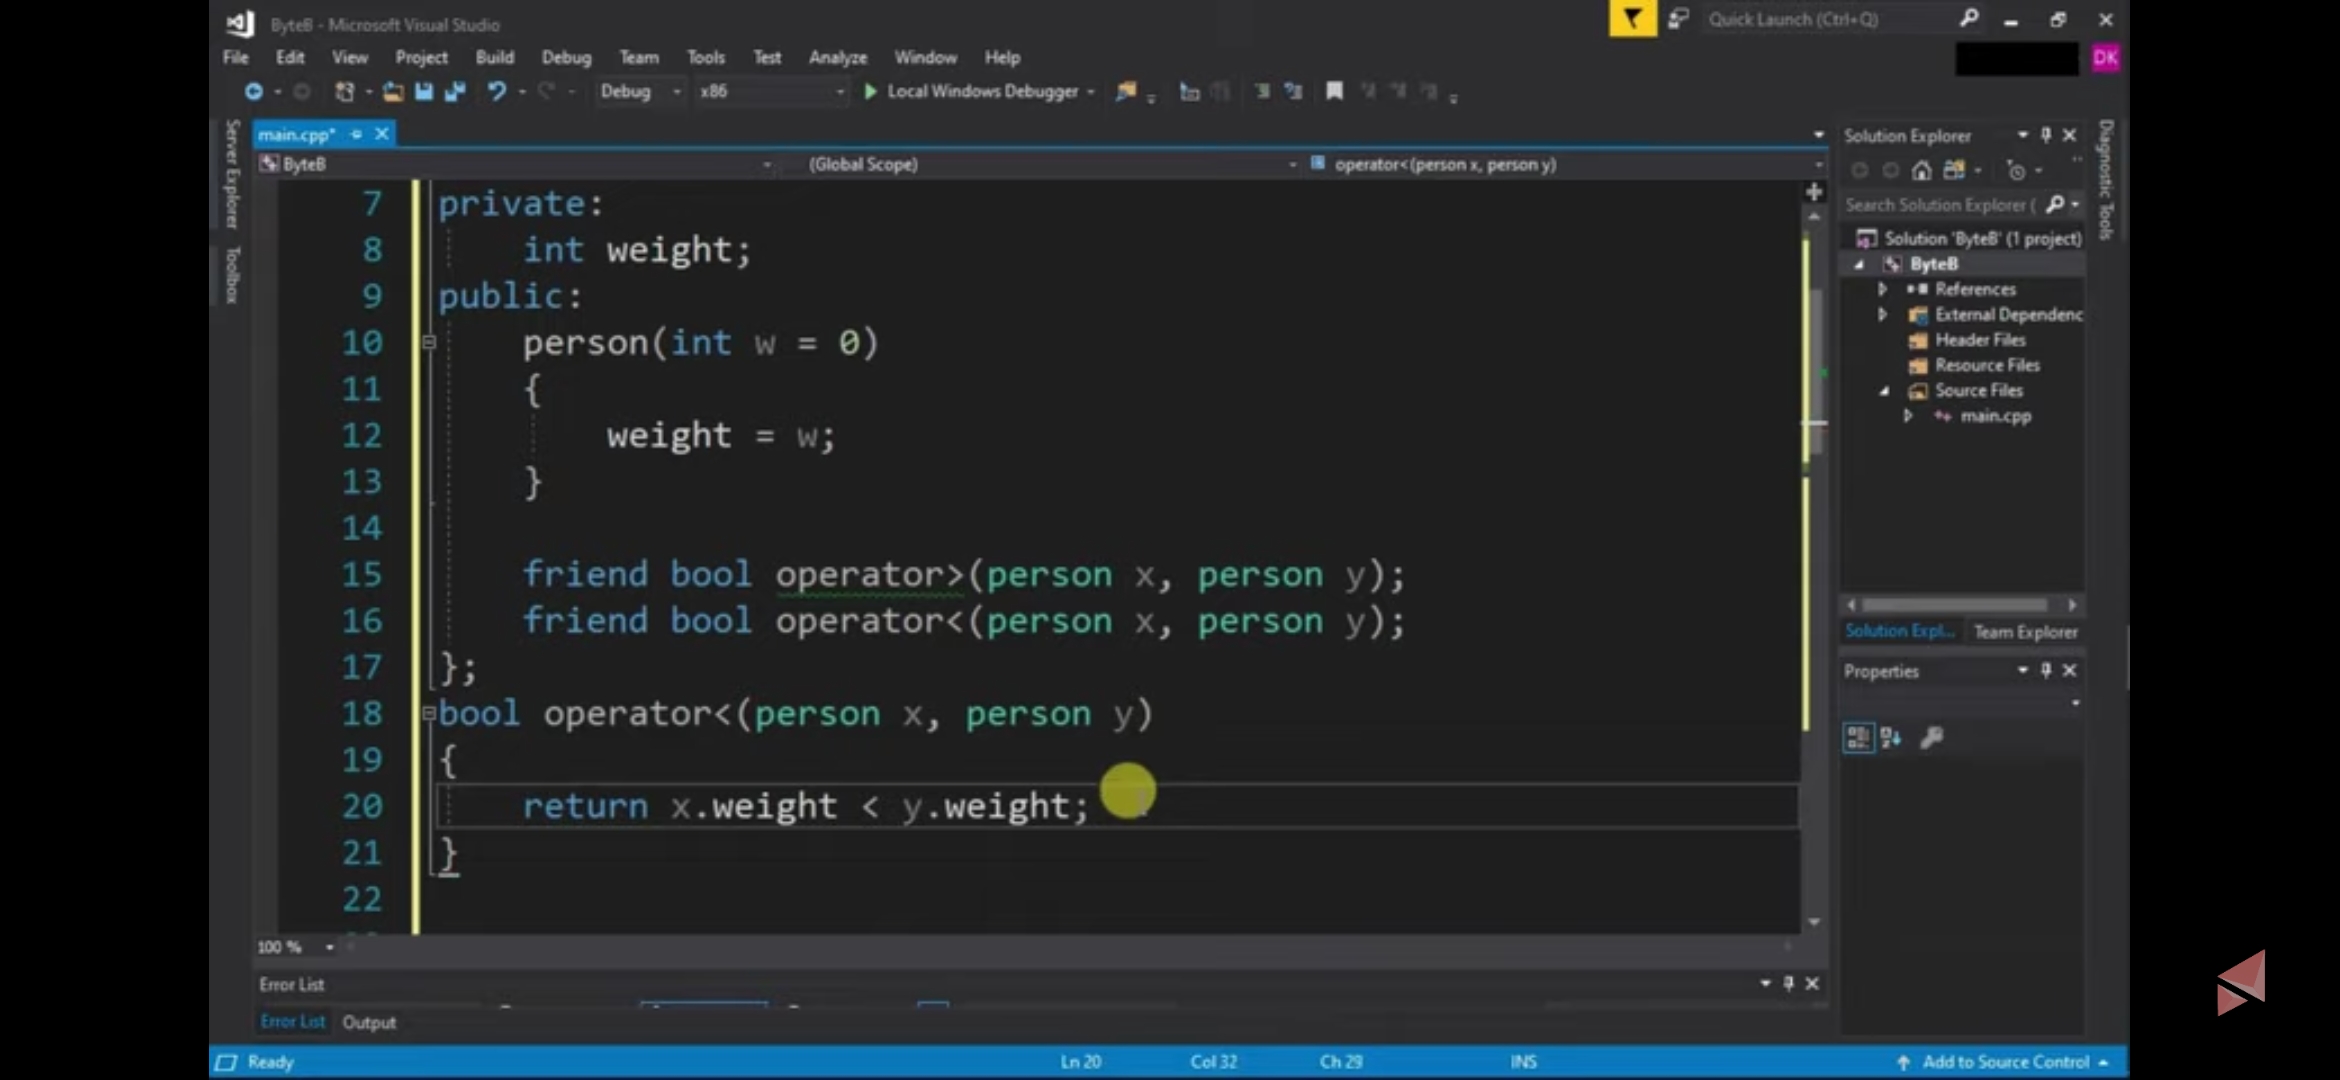 ByteB - Microsoft Visual Studio
Quick Launch (Ctrl+Q)
File Edit View Project Build Debug Team Tools Test Analyze Window Help
DK
Debug x86 Local Windows Debugger
Server Explorer
Toolbox
main.cpp*
ByteB (Global Scope) operator<(person x, person y)
7 private:
8 int weight;
9 public:
10 person(int w = 0)
11 {
12 weight = w;
13 }
14
15 friend bool operator>(person x, person y);
16 friend bool operator<(person x, person y);
17 };
18 bool operator<(person x, person y)
19 {
20 return x.weight < y.weight;
21 }
22
100 %
Error List
Error List Output
Solution Explorer
Search Solution Explorer (
Solution 'ByteB' (1 project)
ByteB
References
External Dependenc
Header Files
Resource Files
Source Files
main.cpp
Solution Expl... Team Explorer
Properties
Diagnostic Tools
Ready Ln 20 Col 32 Ch 29 INS Add to Source Control